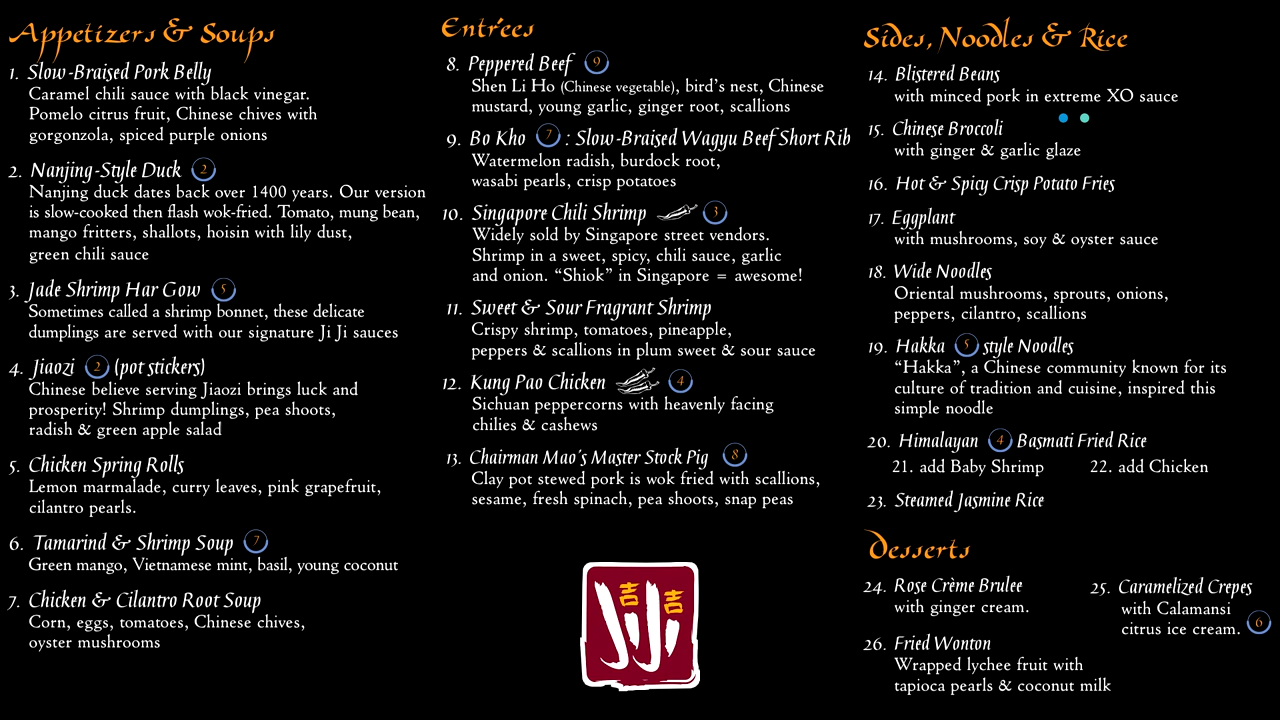 Appetizers & Soups
1. Slow-Braised Pork Belly
Caramel chili sauce with black vinegar.
Pomelo citrus fruit, Chinese chives with
gorgonzola, spiced purple onions
2. Nanjing-Style Duck 2
Nanjing duck dates back over 1400 years. Our version
is slow-cooked then flash wok-fried. Tomato, mung bean,
mango fritters, shallots, hoisin with lily dust,
green chili sauce
3. Jade Shrimp Har Gow 5
Sometimes called a shrimp bonnet, these delicate
dumplings are served with our signature Ji Ji sauces
4. Jiaozi 2 (pot stickers)
Chinese believe serving Jiaozi brings luck and
prosperity! Shrimp dumplings, pea shoots,
radish & green apple salad
5. Chicken Spring Rolls
Lemon marmalade, curry leaves, pink grapefruit,
cilantro pearls.
6. Tamarind & Shrimp Soup 7
Green mango, Vietnamese mint, basil, young coconut
7. Chicken & Cilantro Root Soup
Corn, eggs, tomatoes, Chinese chives,
oyster mushrooms
Entrées
8. Peppered Beef 9
Shen Li Ho (Chinese vegetable), bird's nest, Chinese
mustard, young garlic, ginger root, scallions
9. Bo Kho 7 : Slow-Braised Wagyu Beef Short Rib
Watermelon radish, burdock root,
wasabi pearls, crisp potatoes
10. Singapore Chili Shrimp 3
Widely sold by Singapore street vendors.
Shrimp in a sweet, spicy, chili sauce, garlic
and onion. “Shiok” in Singapore = awesome!
11. Sweet & Sour Fragrant Shrimp
Crispy shrimp, tomatoes, pineapple,
peppers & scallions in plum sweet & sour sauce
12. Kung Pao Chicken 4
Sichuan peppercorns with heavenly facing
chilies & cashews
13. Chairman Mao's Master Stock Pig 8
Clay pot stewed pork is wok fried with scallions,
sesame, fresh spinach, pea shoots, snap peas
吉 吉
JiJi
Sides, Noodles & Rice
14. Blistered Beans
with minced pork in extreme XO sauce
15. Chinese Broccoli
with ginger & garlic glaze
16. Hot & Spicy Crisp Potato Fries
17. Eggplant
with mushrooms, soy & oyster sauce
18. Wide Noodles
Oriental mushrooms, sprouts, onions,
peppers, cilantro, scallions
19. Hakka 5 style Noodles
“Hakka”, a Chinese community known for its
culture of tradition and cuisine, inspired this
simple noodle
20. Himalayan 4 Basmati Fried Rice
21. add Baby Shrimp 22. add Chicken
23. Steamed Jasmine Rice
Desserts
24. Rose Crème Brulee
with ginger cream.
25. Caramelized Crepes
with Calamansi
citrus ice cream. 6
26. Fried Wonton
Wrapped lychee fruit with
tapioca pearls & coconut milk